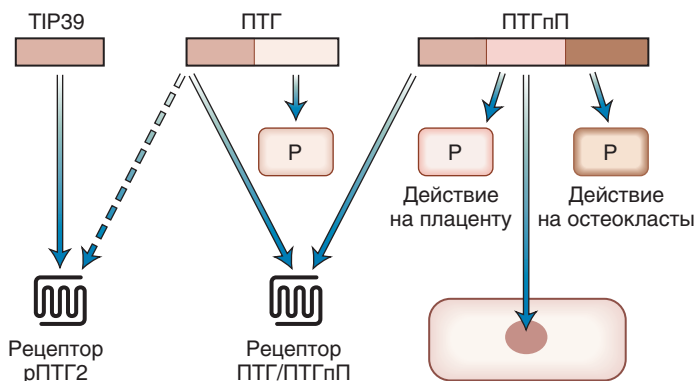 TIP39
ПТГ
ПТГпП
Р
Р
Р
Действие
на плаценту
Действие
на остеокласты
Рецептор
рПТГ2
Рецептор
ПТГ/ПТГпП